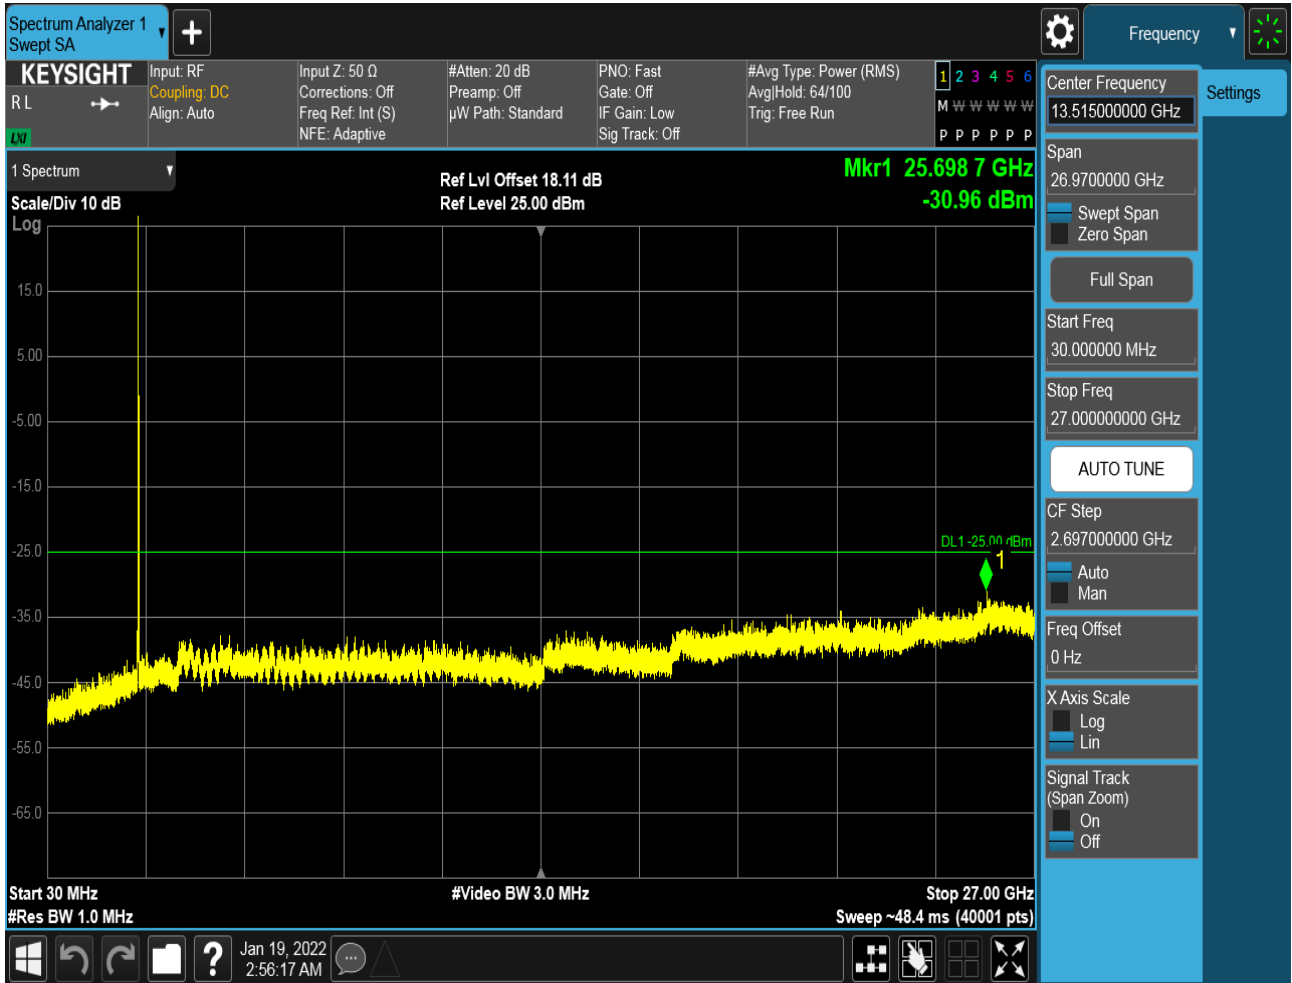 Spectrum Analyzer 1
Swept SA
Frequency
KEYSIGHT
R L
LXI
Input: RF
Coupling: DC
Align: Auto
Input Z: 50 Ω
Corrections: Off
Freq Ref: Int (S)
NFE: Adaptive
#Atten: 20 dB
Preamp: Off
µW Path: Standard
PNO: Fast
Gate: Off
IF Gain: Low
Sig Track: Off
#Avg Type: Power (RMS)
Avg|Hold: 64/100
Trig: Free Run
1 2 3 4 5 6
M W W W W W
P P P P P P
1 Spectrum
Scale/Div 10 dB
Log
Ref Lvl Offset 18.11 dB
Ref Level 25.00 dBm
Mkr1 25.698 7 GHz
-30.96 dBm
15.0
5.00
-5.00
-15.0
-25.0
-35.0
-45.0
-55.0
-65.0
DL1 -25.00 dBm
1
Start 30 MHz
#Res BW 1.0 MHz
#Video BW 3.0 MHz
Stop 27.00 GHz
Sweep ~48.4 ms (40001 pts)
Center Frequency
13.515000000 GHz
Span
26.9700000 GHz
Swept Span
Zero Span
Full Span
Start Freq
30.000000 MHz
Stop Freq
27.000000000 GHz
AUTO TUNE
CF Step
2.697000000 GHz
Auto
Man
Freq Offset
0 Hz
X Axis Scale
Log
Lin
Signal Track
(Span Zoom)
On
Off
Settings
?
Jan 19, 2022
2:56:17 AM